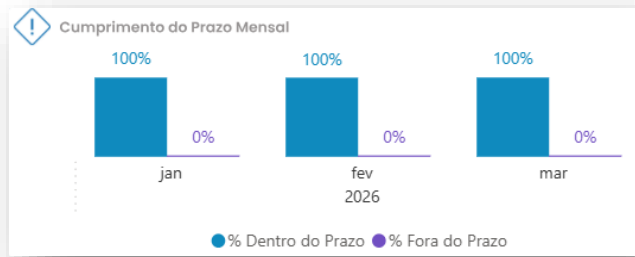 Cumprimento do Prazo Mensal
100% 100% 100%
0% 0% 0%
jan fev mar
2026
% Dentro do Prazo % Fora do Prazo